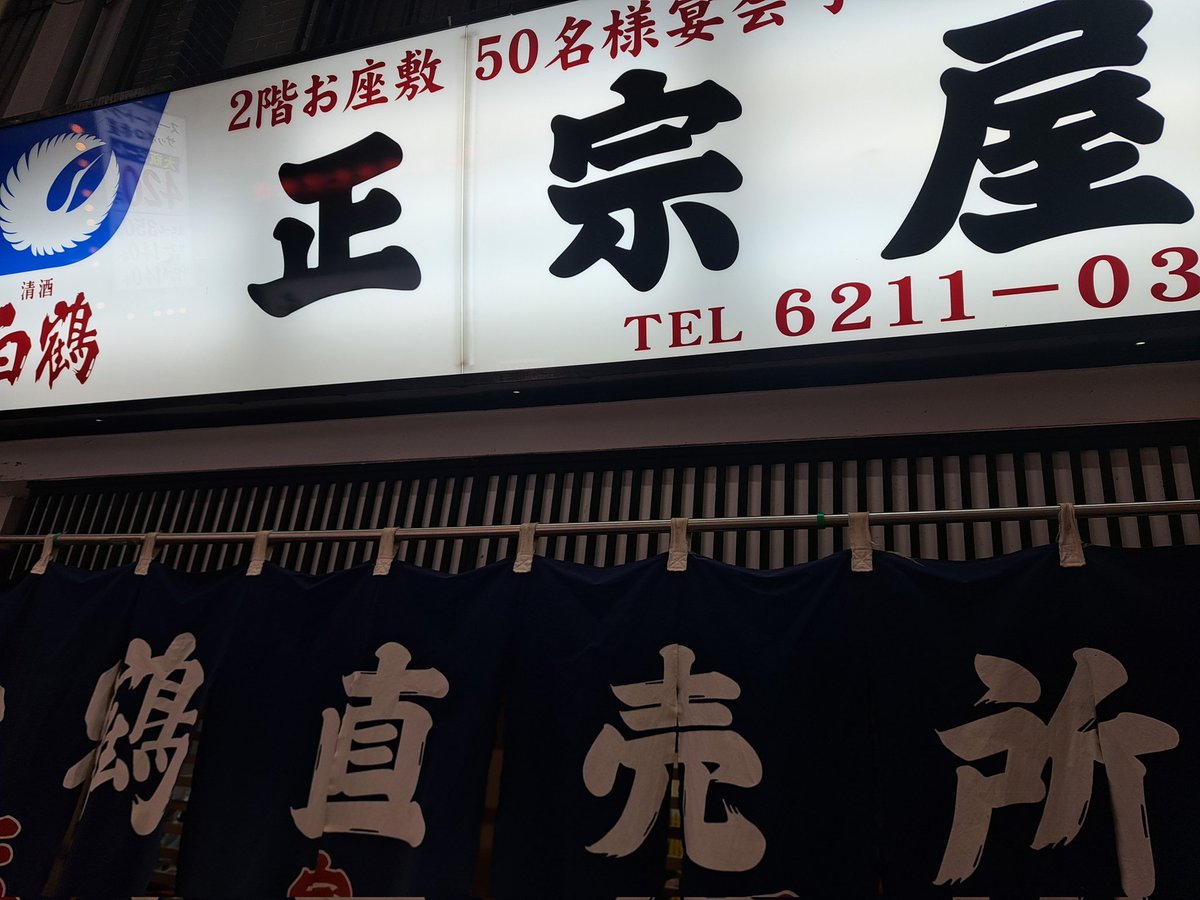 2階お座敷 50名様宴会
正宗屋
TEL 6211-03
清酒
白鶴
鶴直売所